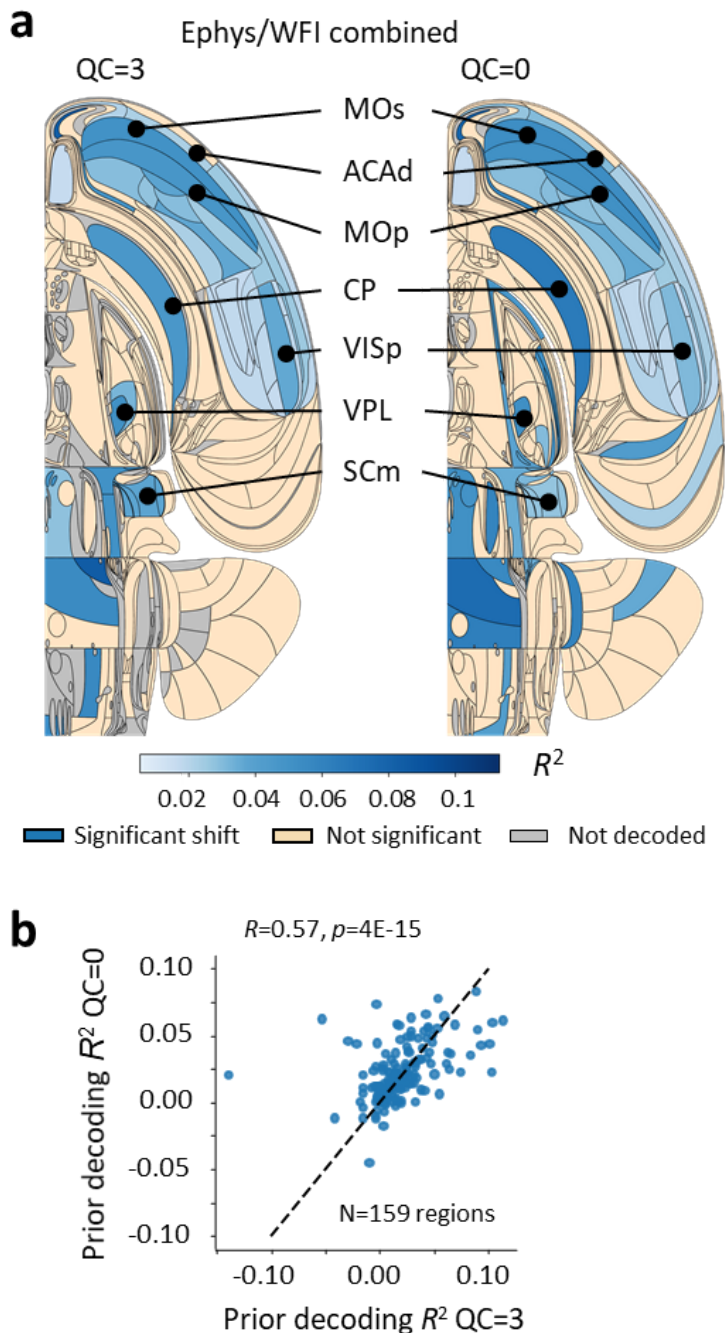 a
Ephys/WFI combined
QC=3
QC=0
MOs
ACAd
MOp
CP
VISp
VPL
SCm
R²
0.02 0.04 0.06 0.08 0.1
Significant shift Not significant Not decoded
b
R=0.57, p=4E-15
Prior decoding R² QC=0
0.10
0.05
0.00
-0.05
-0.10
N=159 regions
-0.10 0.00 0.10
Prior decoding R² QC=3